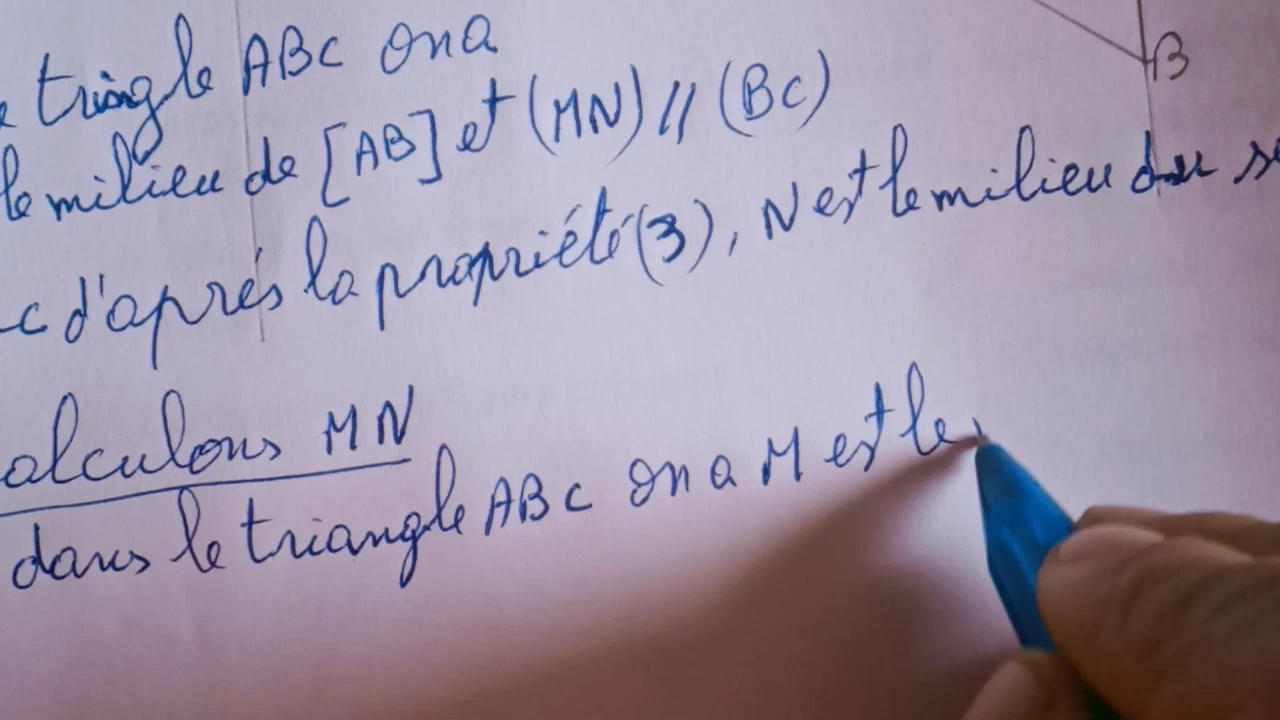 B
triangle ABC on a
le milieu de [AB] et (MN) // (BC)
d'après la propriété (3), N est le milieu du
alculons MN
dans le triangle ABC on a M est le